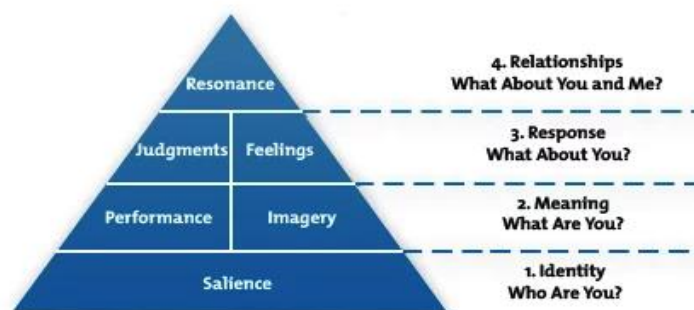 Resonance
4. Relationships
What About You and Me?
Judgments
Feelings
3. Response
What About You?
Performance
Imagery
2. Meaning
What Are You?
Salience
1. Identity
Who Are You?